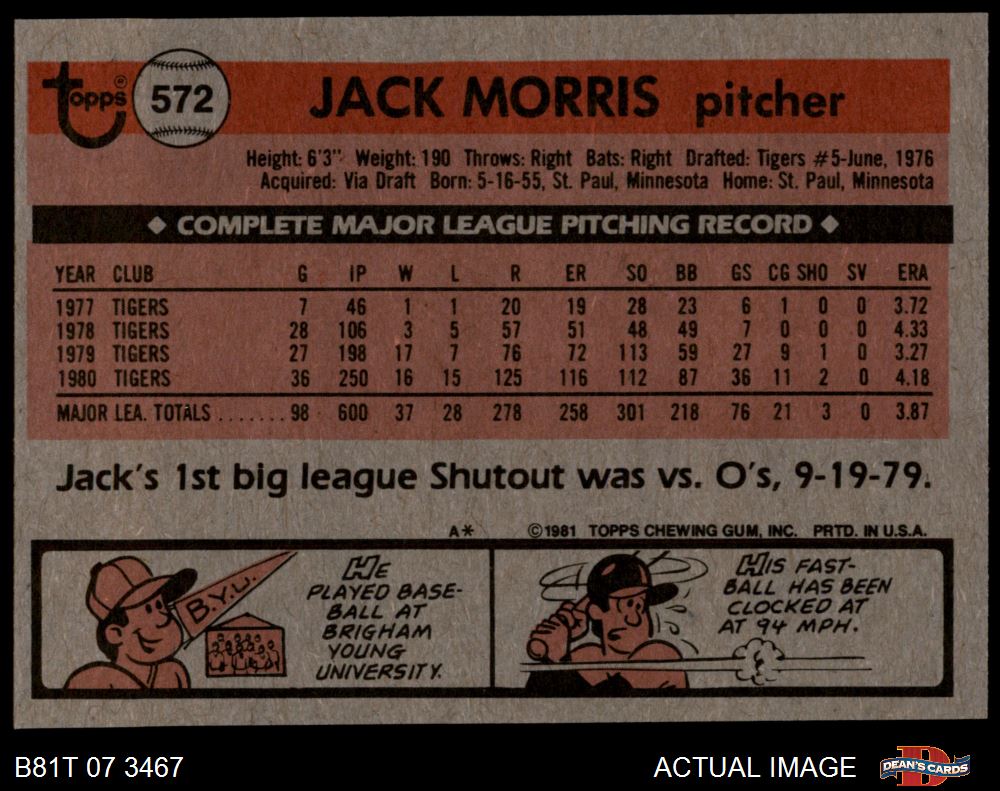 Topps® 572 JACK MORRIS pitcher
Height: 6'3" Weight: 190 Throws: Right Bats: Right Drafted: Tigers #5-June, 1976
Acquired: Via Draft Born: 5-16-55, St. Paul, Minnesota Home: St. Paul, Minnesota
◆ COMPLETE MAJOR LEAGUE PITCHING RECORD ◆
YEAR CLUB G IP W L R ER SO BB GS CG SHO SV ERA
1977 TIGERS 7 46 1 1 20 19 28 23 6 1 0 0 3.72
1978 TIGERS 28 106 3 5 57 51 48 49 7 0 0 0 4.33
1979 TIGERS 27 198 17 7 76 72 113 59 27 9 1 0 3.27
1980 TIGERS 36 250 16 15 125 116 112 87 36 11 2 0 4.18
MAJOR LEA. TOTALS ....... 98 600 37 28 278 258 301 218 76 21 3 0 3.87
Jack's 1st big league Shutout was vs. O's, 9-19-79.
A* ©1981 TOPPS CHEWING GUM, INC. PRTD. IN U.S.A.
B.Y.U.
HE
PLAYED BASE-
BALL AT
BRIGHAM
YOUNG
UNIVERSITY.
HIS FAST-
BALL HAS BEEN
CLOCKED AT
AT 94 MPH.
B81T 07 3467 ACTUAL IMAGE DEAN'S CARDS